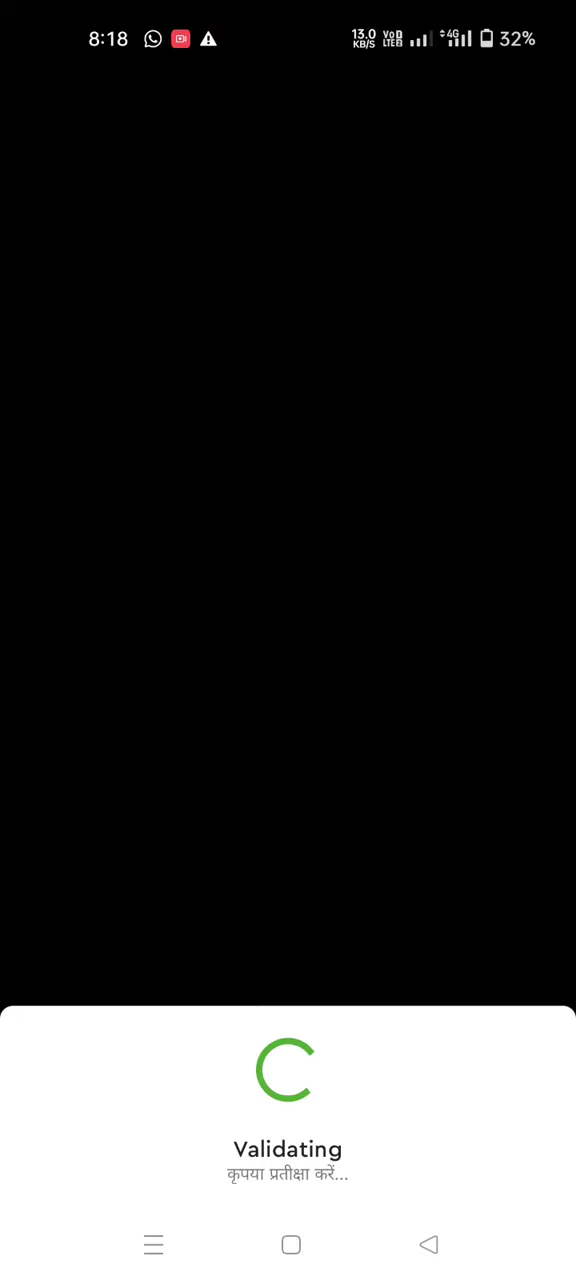 8:18 13.0 KB/S Vo LTE 4G 32%
Validating
कृपया प्रतीक्षा करें...